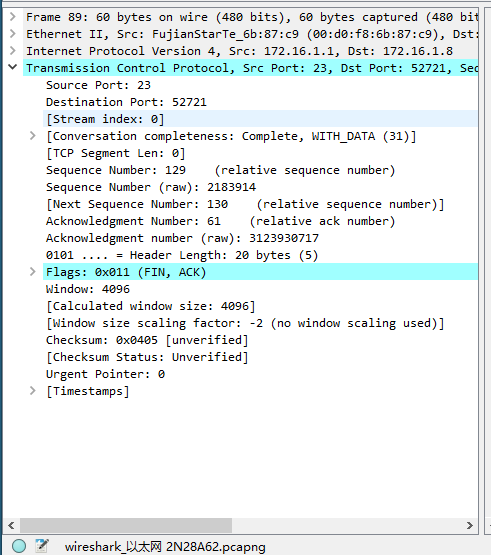 Frame 89: 60 bytes on wire (480 bits), 60 bytes captured (480 bit
Ethernet II, Src: FujianStarTe_6b:87:c9 (00:d0:f8:6b:87:c9), Dst:
Internet Protocol Version 4, Src: 172.16.1.1, Dst: 172.16.1.8
Transmission Control Protocol, Src Port: 23, Dst Port: 52721, Sec
Source Port: 23
Destination Port: 52721
[Stream index: 0]
[Conversation completeness: Complete, WITH_DATA (31)]
[TCP Segment Len: 0]
Sequence Number: 129    (relative sequence number)
Sequence Number (raw): 2183914
[Next Sequence Number: 130    (relative sequence number)]
Acknowledgment Number: 61    (relative ack number)
Acknowledgment number (raw): 3123930717
0101 .... = Header Length: 20 bytes (5)
Flags: 0x011 (FIN, ACK)
Window: 4096
[Calculated window size: 4096]
[Window size scaling factor: -2 (no window scaling used)]
Checksum: 0x0405 [unverified]
[Checksum Status: Unverified]
Urgent Pointer: 0
[Timestamps]
wireshark_以太网 2N28A62.pcapng